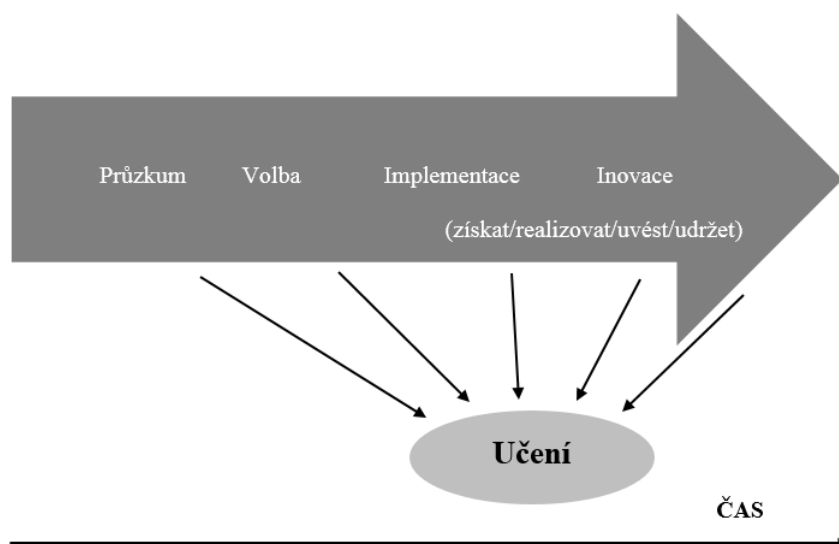 Průzkum Volba Implementace Inovace
(získat/realizovat/uvést/udržet)
Učení
ČAS